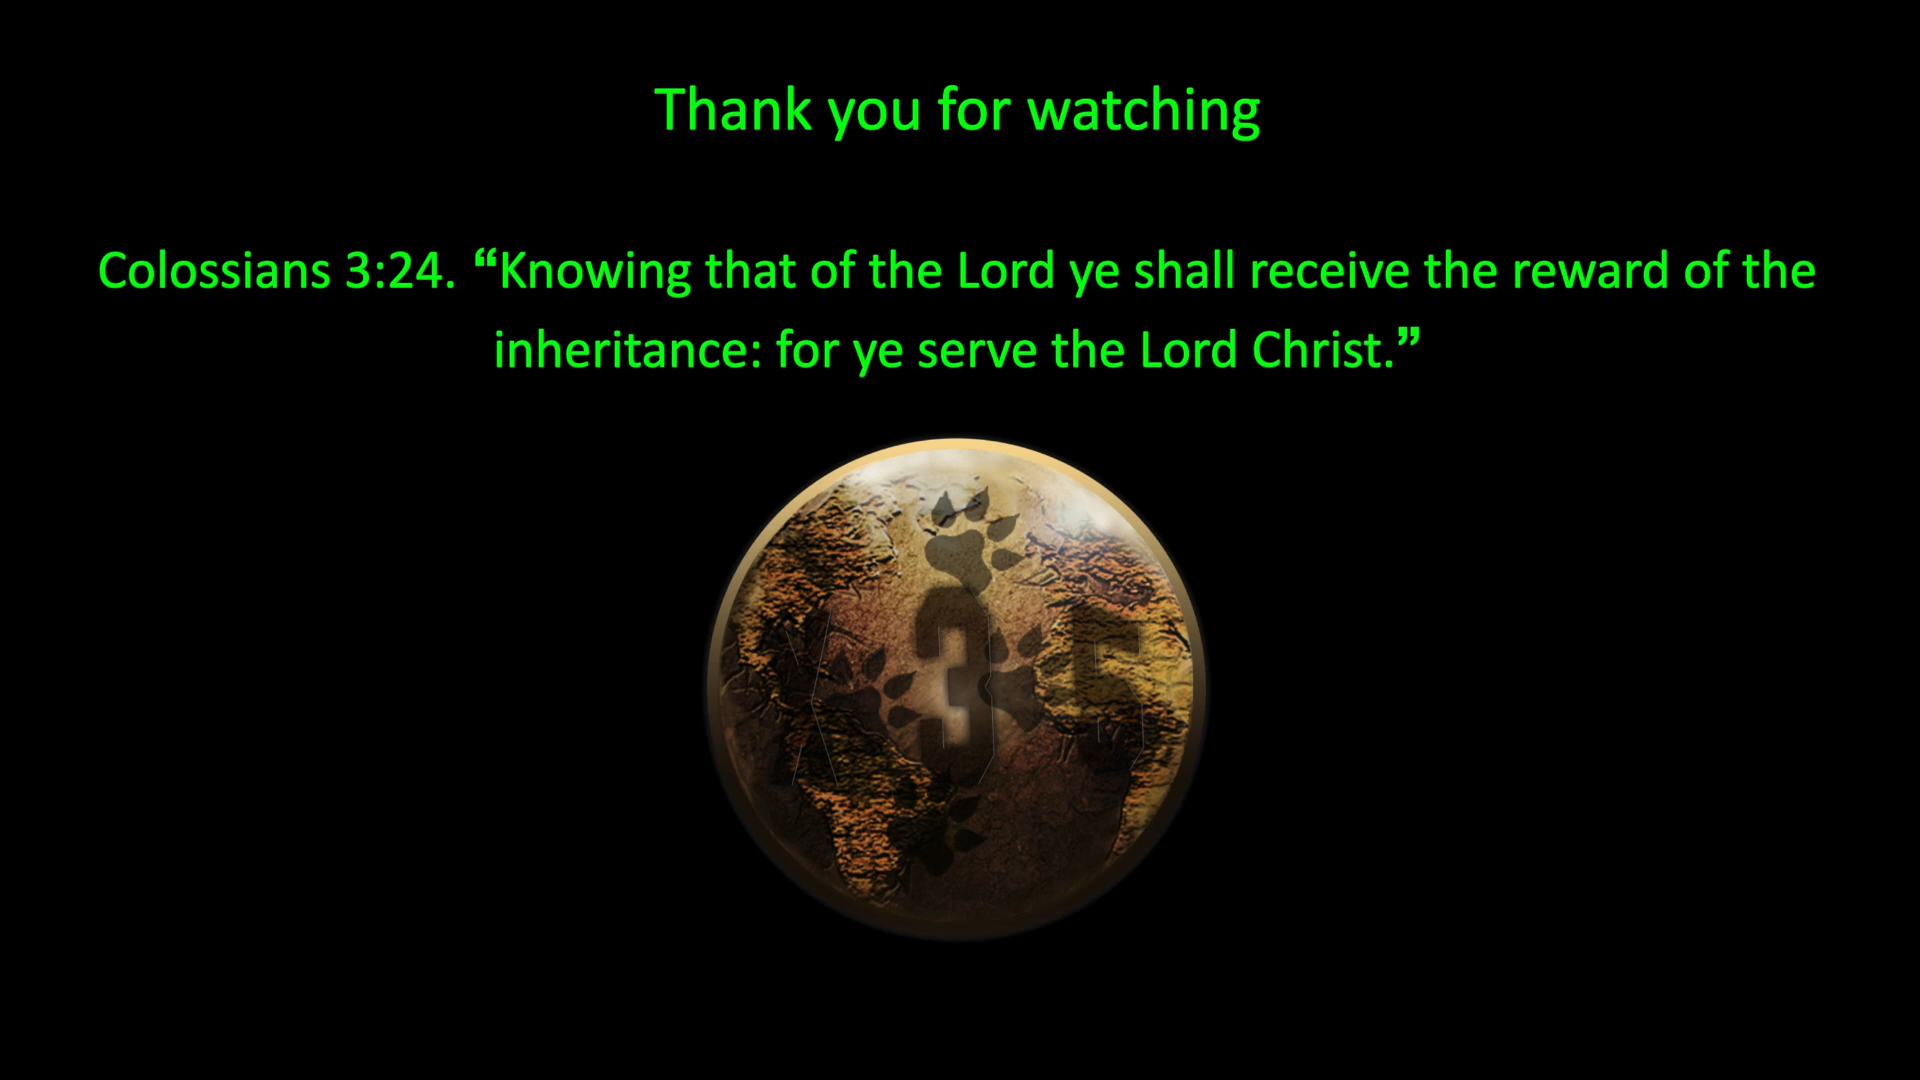 Thank you for watching
Colossians 3:24. “Knowing that of the Lord ye shall receive the reward of the
inheritance: for ye serve the Lord Christ.”